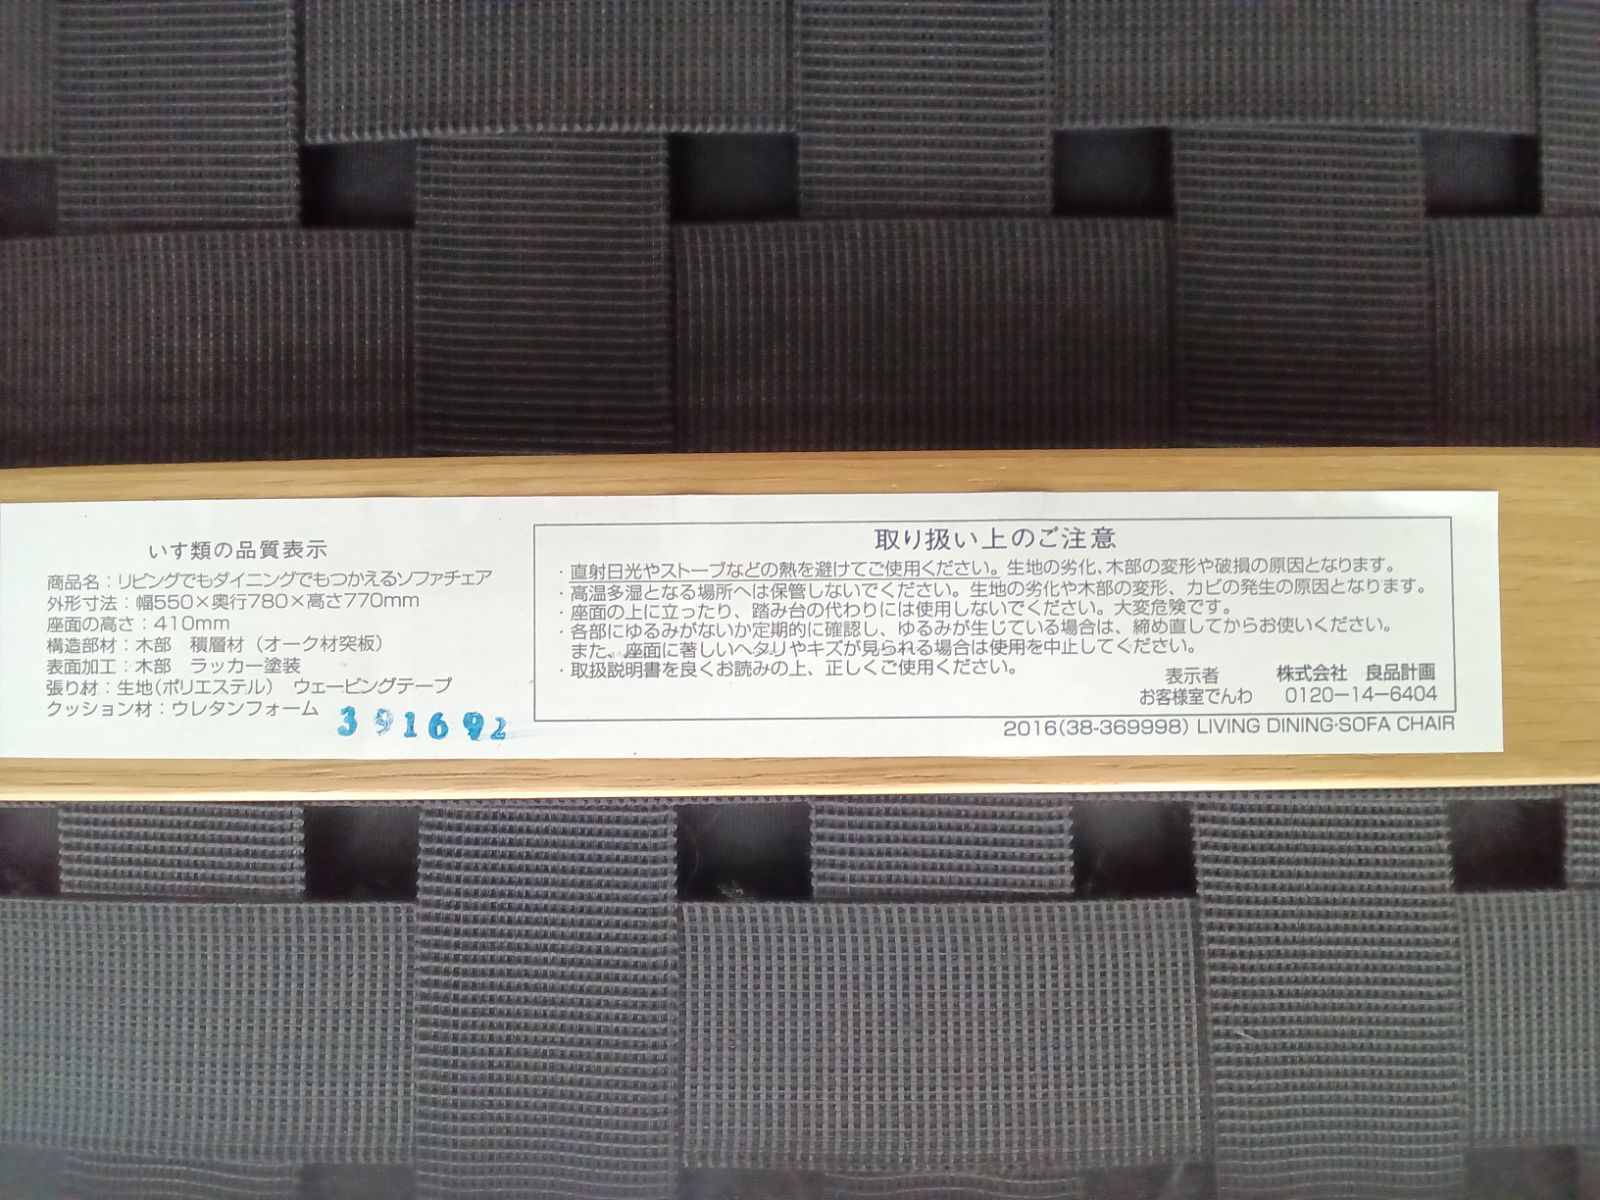 いす類の品質表示
商品名：リビングでもダイニングでもつかえるソファチェア
外形寸法：幅550×奥行780×高さ770mm
座面の高さ：410mm
構造部材：木部　積層材（オーク材突板）
表面加工：木部　ラッカー塗装
張り材：生地（ポリエステル）　ウェービングテープ
クッション材：ウレタンフォーム
391692
取り扱い上のご注意
・直射日光やストーブなどの熱を避けてご使用ください。生地の劣化、木部の変形や破損の原因となります。
・高温多湿となる場所へは保管しないでください。生地の劣化や木部の変形、カビの発生の原因となります。
・座面の上に立ったり、踏み台の代わりには使用しないでください。大変危険です。
・各部にゆるみがないか定期的に確認し、ゆるみが生じている場合は、締め直してからお使いください。
また、座面に著しいヘタリやキズが見られる場合は使用を中止してください。
・取扱説明書を良くお読みの上、正しくご使用ください。
表示者　株式会社　良品計画
お客様室でんわ　0120-14-6404
2016(38-369998) LIVING DINING･SOFA CHAIR